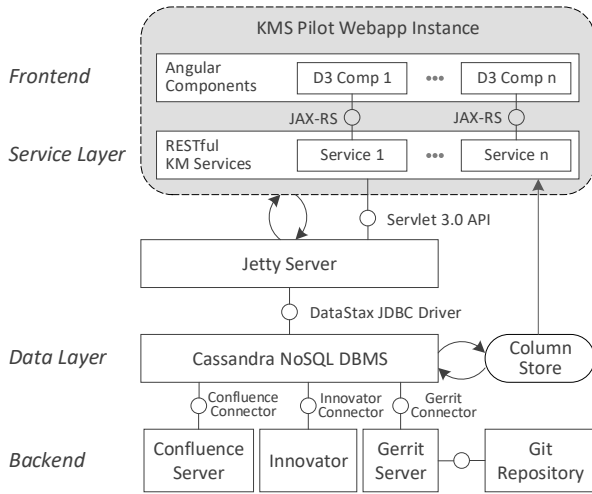 KMS Pilot Webapp Instance
Frontend
Angular
Components
D3 Comp 1
•••
D3 Comp n
JAX-RS
JAX-RS
Service Layer
RESTful
KM Services
Service 1
•••
Service n
Servlet 3.0 API
Jetty Server
DataStax JDBC Driver
Data Layer
Cassandra NoSQL DBMS
Column
Store
Confluence
Connector
Innovator
Connector
Gerrit
Connector
Backend
Confluence
Server
Innovator
Gerrit
Server
Git
Repository